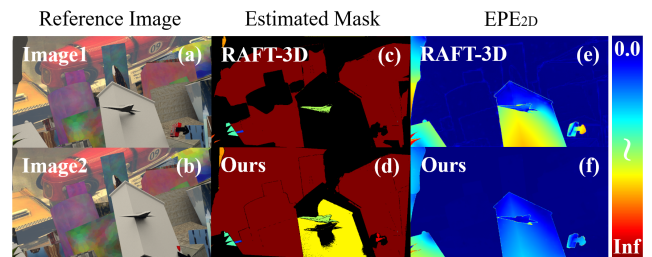 Reference Image Estimated Mask EPE2D
Image1 (a) RAFT-3D (c) RAFT-3D (e) 0.0
~
Image2 (b) Ours (d) Ours (f)
Inf